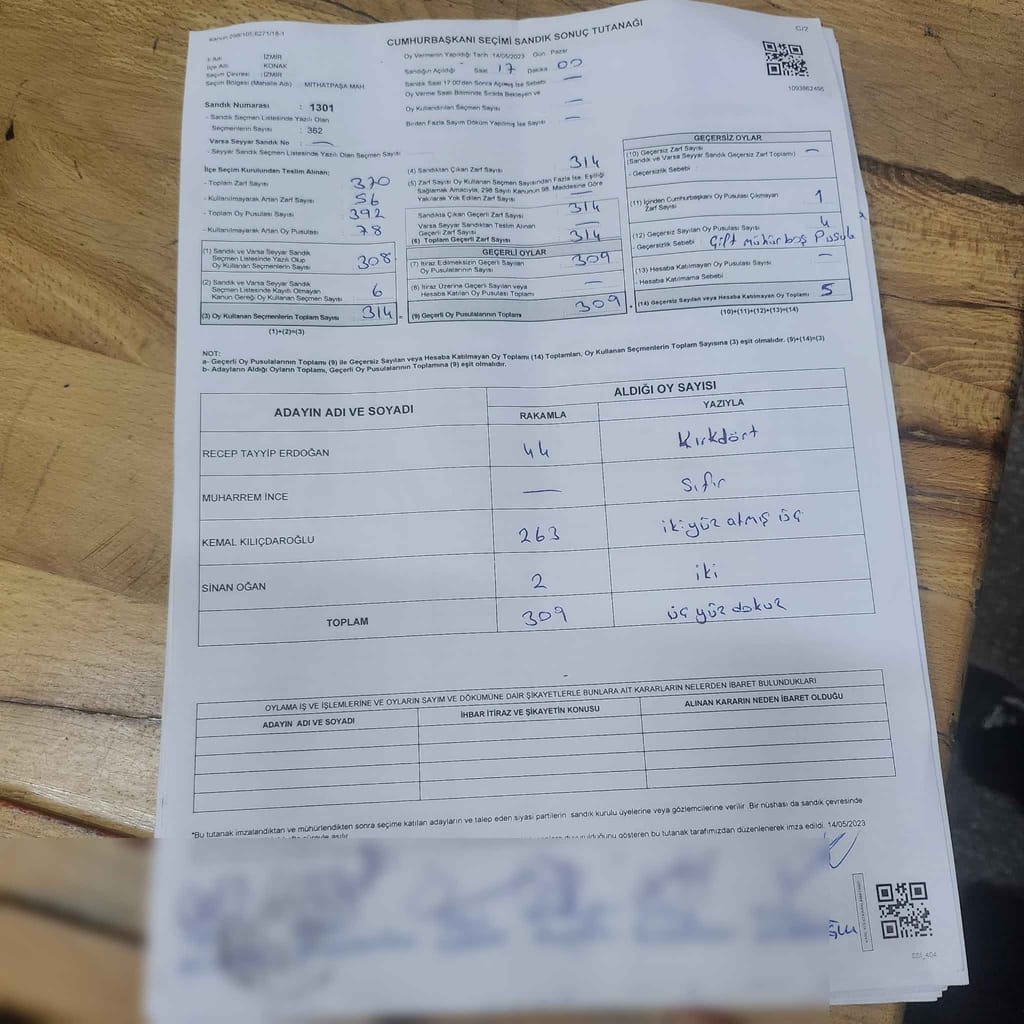 Kanun 298/105,6271/18-1
CUMHURBAŞKANI SEÇİMİ SANDIK SONUÇ TUTANAĞI
C/2
İl Adı : İZMİR
İlçe Adı : KONAK
Seçim Çevresi : İZMİR
Seçim Bölgesi (Mahalle Adı) : MİTHATPAŞA MAH.
Sandık Numarası : 1301
- Sandık Seçmen Listesinde Yazılı Olan
Seçmenlerin Sayısı : 362
Varsa Seyyar Sandık No : —
- Seyyar Sandık Seçmen Listesinde Yazılı Olan Seçmen Sayısı
Oy Vermenin Yapıldığı Tarih 14/05/2023 Gün Pazar
Sandığın Açıldığı Saat 17 Dakika 00
Sandık Saat 17:00'den Sonra Açılmış İse Sebebi —
Oy Verme Saati Bitiminde Sırada Bekleyen ve
Oy Kullandırılan Seçmen Sayısı —
Birden Fazla Sayım Döküm Yapılmış İse Sayısı —
1093862456
İlçe Seçim Kurulundan Teslim Alınan;
- Toplam Zarf Sayısı 370
- Kullanılmayarak Artan Zarf Sayısı 56
- Toplam Oy Pusulası Sayısı 392
- Kullanılmayarak Artan Oy Pusulası 78
(1) Sandık ve Varsa Seyyar Sandık
Seçmen Listesinde Yazılı Olup
Oy Kullanan Seçmenlerin Sayısı 308
(2) Sandık ve Varsa Seyyar Sandık
Seçmen Listesinde Kayıtlı Olmayan
Kanun Gereği Oy Kullanan Seçmen Sayısı 6
(3) Oy Kullanan Seçmenlerin Toplam Sayısı 314
(1)+(2)=(3)
(4) Sandıktan Çıkan Zarf Sayısı 314
(5) Zarf Sayısı Oy Kullanan Seçmen Sayısından Fazla İse, Eşitliği
Sağlamak Amacıyla, 298 Sayılı Kanunun 98. Maddesine Göre
Yakılarak Yok Edilen Zarf Sayısı —
Sandıkta Çıkan Geçerli Zarf Sayısı 314
Varsa Seyyar Sandıktan Teslim Alınan
Geçerli Zarf Sayısı —
(6) Toplam Geçerli Zarf Sayısı 314
GEÇERLİ OYLAR
(7) İtiraz Edilmeksizin Geçerli Sayılan
Oy Pusulalarının Sayısı 309
(8) İtiraz Üzerine Geçerli Sayılan veya
Hesaba Katılan Oy Pusulası Toplamı —
(9) Geçerli Oy Pusulalarının Toplamı 309
GEÇERSİZ OYLAR
(10) Geçersiz Zarf Sayısı —
(Sandık ve Varsa Seyyar Sandık Geçersiz Zarf Toplamı)
- Geçersizlik Sebebi
(11) İçinden Cumhurbaşkanı Oy Pusulası Çıkmayan
Zarf Sayısı 1
(12) Geçersiz Sayılan Oy Pusulası Sayısı 4
- Geçersizlik Sebebi Çift mühür boş Pusula
(13) Hesaba Katılmayan Oy Pusulası Sayısı —
- Hesaba Katılmama Sebebi
(14) Geçersiz Sayılan veya Hesaba Katılmayan Oy Toplamı 5
(10)+(11)+(12)+(13)=(14)
NOT:
a- Geçerli Oy Pusulalarının Toplamı (9) ile Geçersiz Sayılan veya Hesaba Katılmayan Oy Toplamı (14) Toplamları, Oy Kullanan Seçmenlerin Toplam Sayısına (3) eşit olmalıdır. (9)+(14)=(3)
b- Adayların Aldığı Oyların Toplamı, Geçerli Oy Pusulalarının Toplamına (9) eşit olmalıdır.
ADAYIN ADI VE SOYADI ALDIĞI OY SAYISI
RAKAMLA YAZIYLA
RECEP TAYYİP ERDOĞAN 44 Kırkdört
MUHARREM İNCE — Sıfır
KEMAL KILIÇDAROĞLU 263 ikiyüz atmış üç
SİNAN OĞAN 2 iki
TOPLAM 309 üç yüz dokuz
OYLAMA İŞ VE İŞLEMLERİNE VE OYLARIN SAYIM VE DÖKÜMÜNE DAİR ŞİKAYETLERLE BUNLARA AİT KARARLARIN NELERDEN İBARET BULUNDUKLARI
ADAYIN ADI VE SOYADI İHBAR İTİRAZ VE ŞİKAYETİN KONUSU ALINAN KARARIN NEDEN İBARET OLDUĞU
*Bu tutanak imzalandıktan ve mühürlendikten sonra seçime katılan adayların ve talep eden siyasi partilerin sandık kurulu üyelerine veya gözlemcilerine verilir .Bir nüshası da sandık çevresinde
gösteren bu tutanak tarafımızdan düzenlenerek imza edildi. 14/05/2023